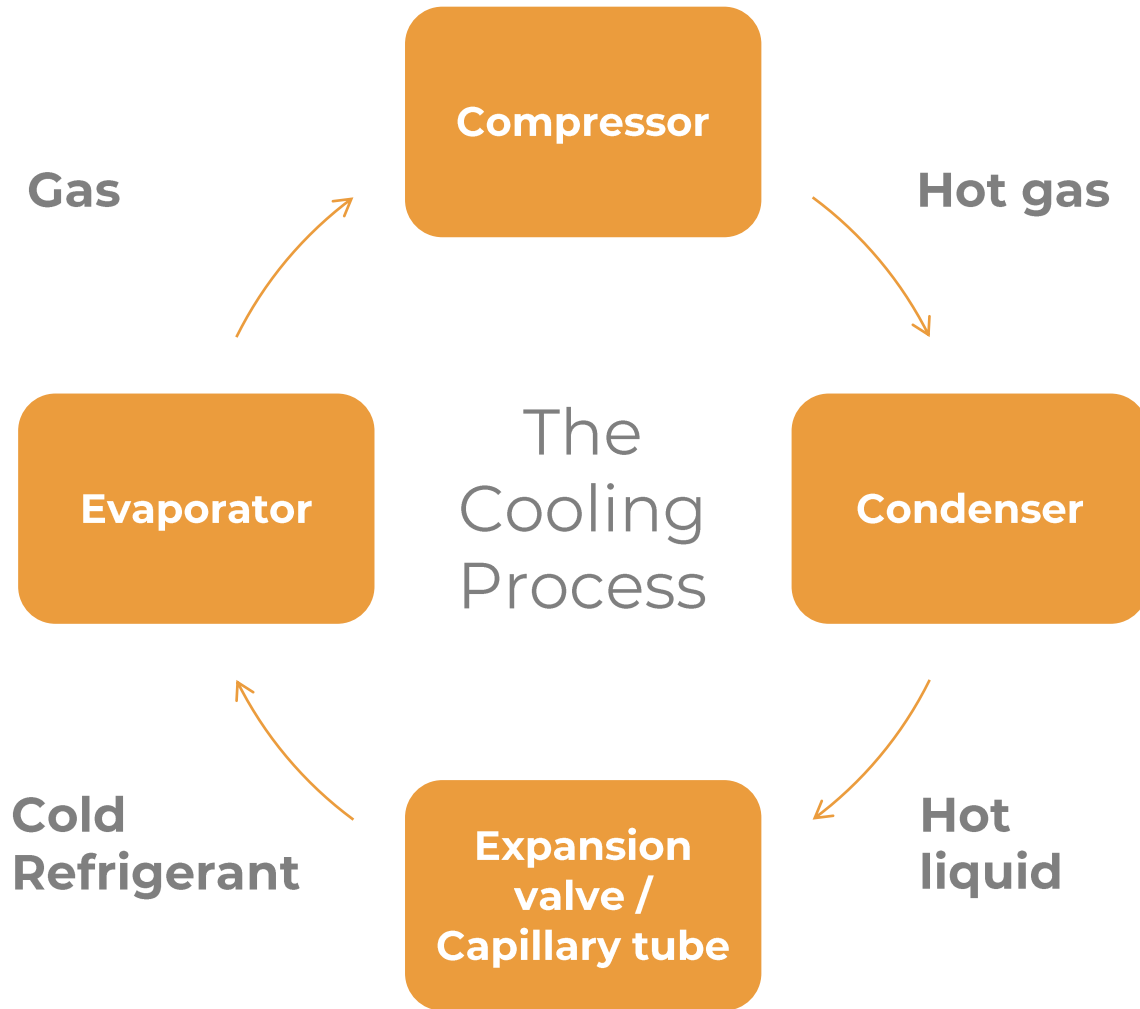 Compressor
Gas
Hot gas
The
Cooling
Process
Evaporator
Condenser
Cold
Refrigerant
Expansion
valve /
Capillary tube
Hot
liquid